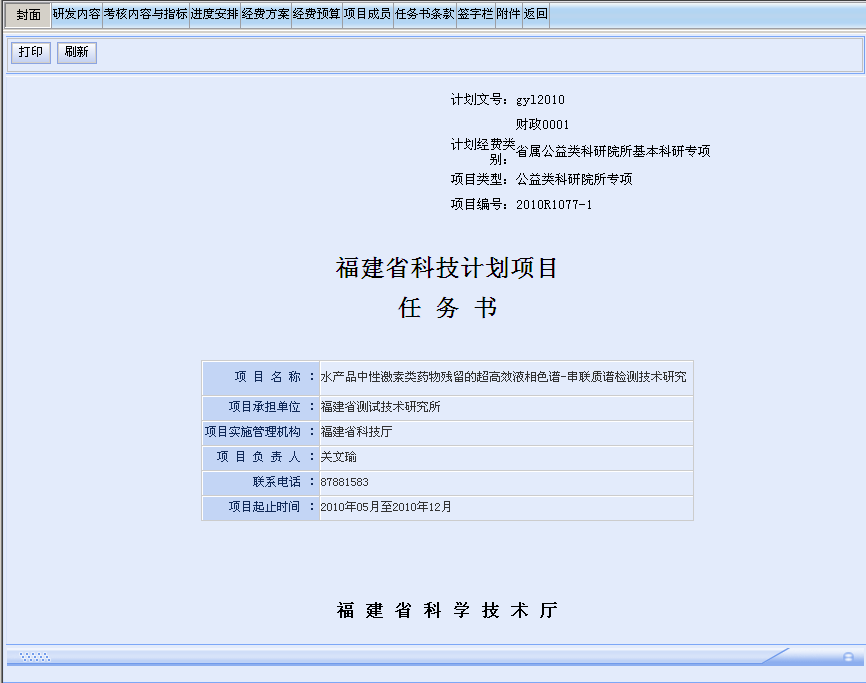 封面 研发内容 考核内容与指标 进度安排 经费方案 经费预算 项目成员 任务书条款 签字栏 附件 返回
打印 刷新
计划文号： gyl2010
财政0001
计划经费类别： 省属公益类科研院所基本科研专项
项目类型： 公益类科研院所专项
项目编号： 2010R1077-1
福建省科技计划项目
任 务 书
项 目 名 称 ： 水产品中性激素类药物残留的超高效液相色谱-串联质谱检测技术研究
项目承担单位 ： 福建省测试技术研究所
项目实施管理机构 ： 福建省科技厅
项 目 负 责 人 ： 关文瑜
联系电话 ： 87881583
项目起止时间 ： 2010年05月至2010年12月
福 建 省 科 学 技 术 厅